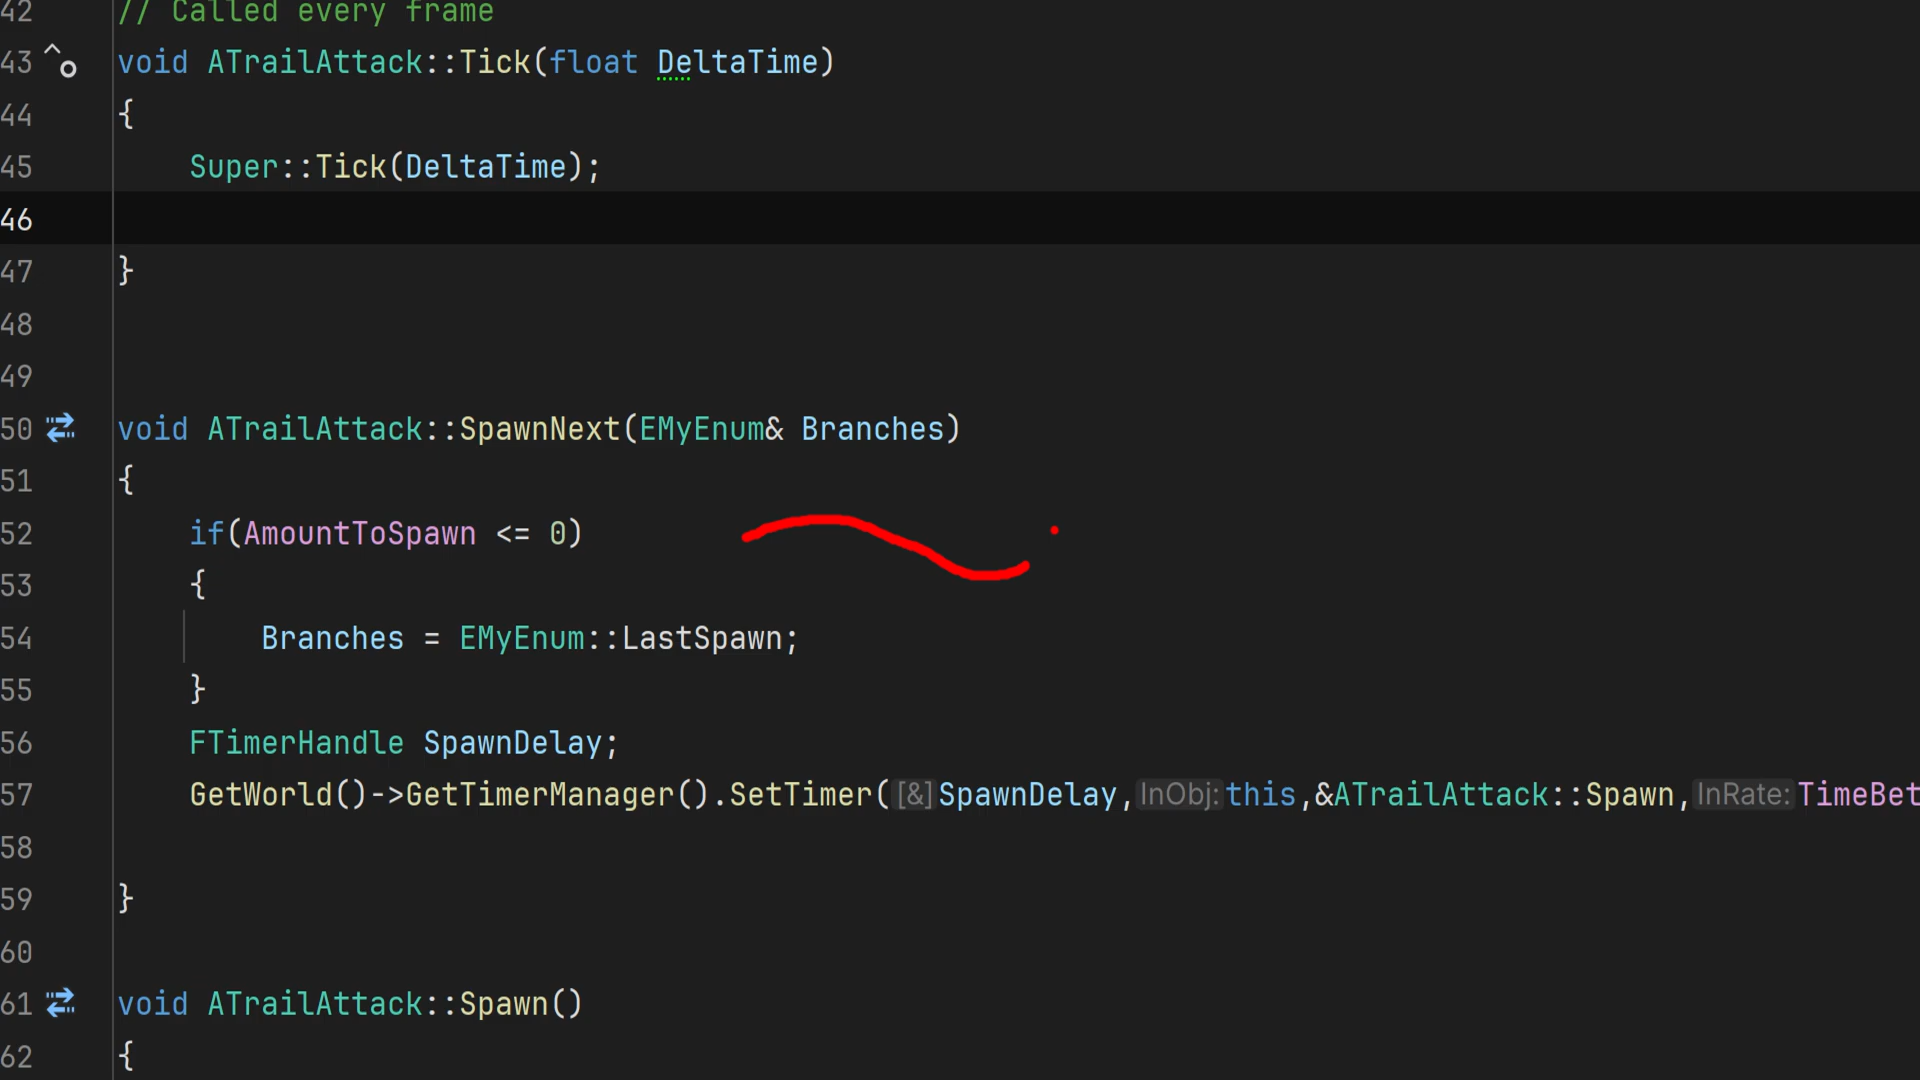 42 // Called every frame
43 void ATrailAttack::Tick(float DeltaTime)
44 {
45 Super::Tick(DeltaTime);
46
47 }
48
49
50 void ATrailAttack::SpawnNext(EMyEnum& Branches)
51 {
52 if(AmountToSpawn <= 0)
53 {
54 Branches = EMyEnum::LastSpawn;
55 }
56 FTimerHandle SpawnDelay;
57 GetWorld()->GetTimerManager().SetTimer([&]SpawnDelay,InObj:this,&ATrailAttack::Spawn,InRate:TimeBet
58
59 }
60
61 void ATrailAttack::Spawn()
62 {